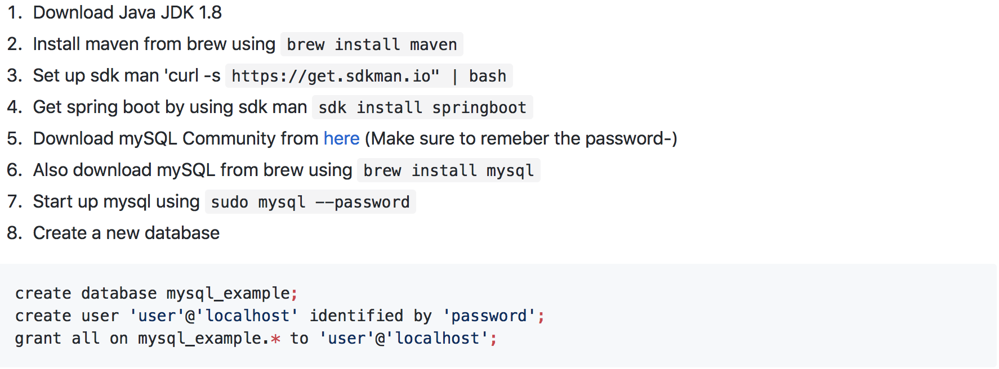 1. Download Java JDK 1.8
2. Install maven from brew using brew install maven
3. Set up sdk man 'curl -s https://get.sdkman.io" | bash
4. Get spring boot by using sdk man sdk install springboot
5. Download mySQL Community from here (Make sure to remeber the password-)
6. Also download mySQL from brew using brew install mysql
7. Start up mysql using sudo mysql --password
8. Create a new database
create database mysql_example;
create user 'user'@'localhost' identified by 'password';
grant all on mysql_example.* to 'user'@'localhost';